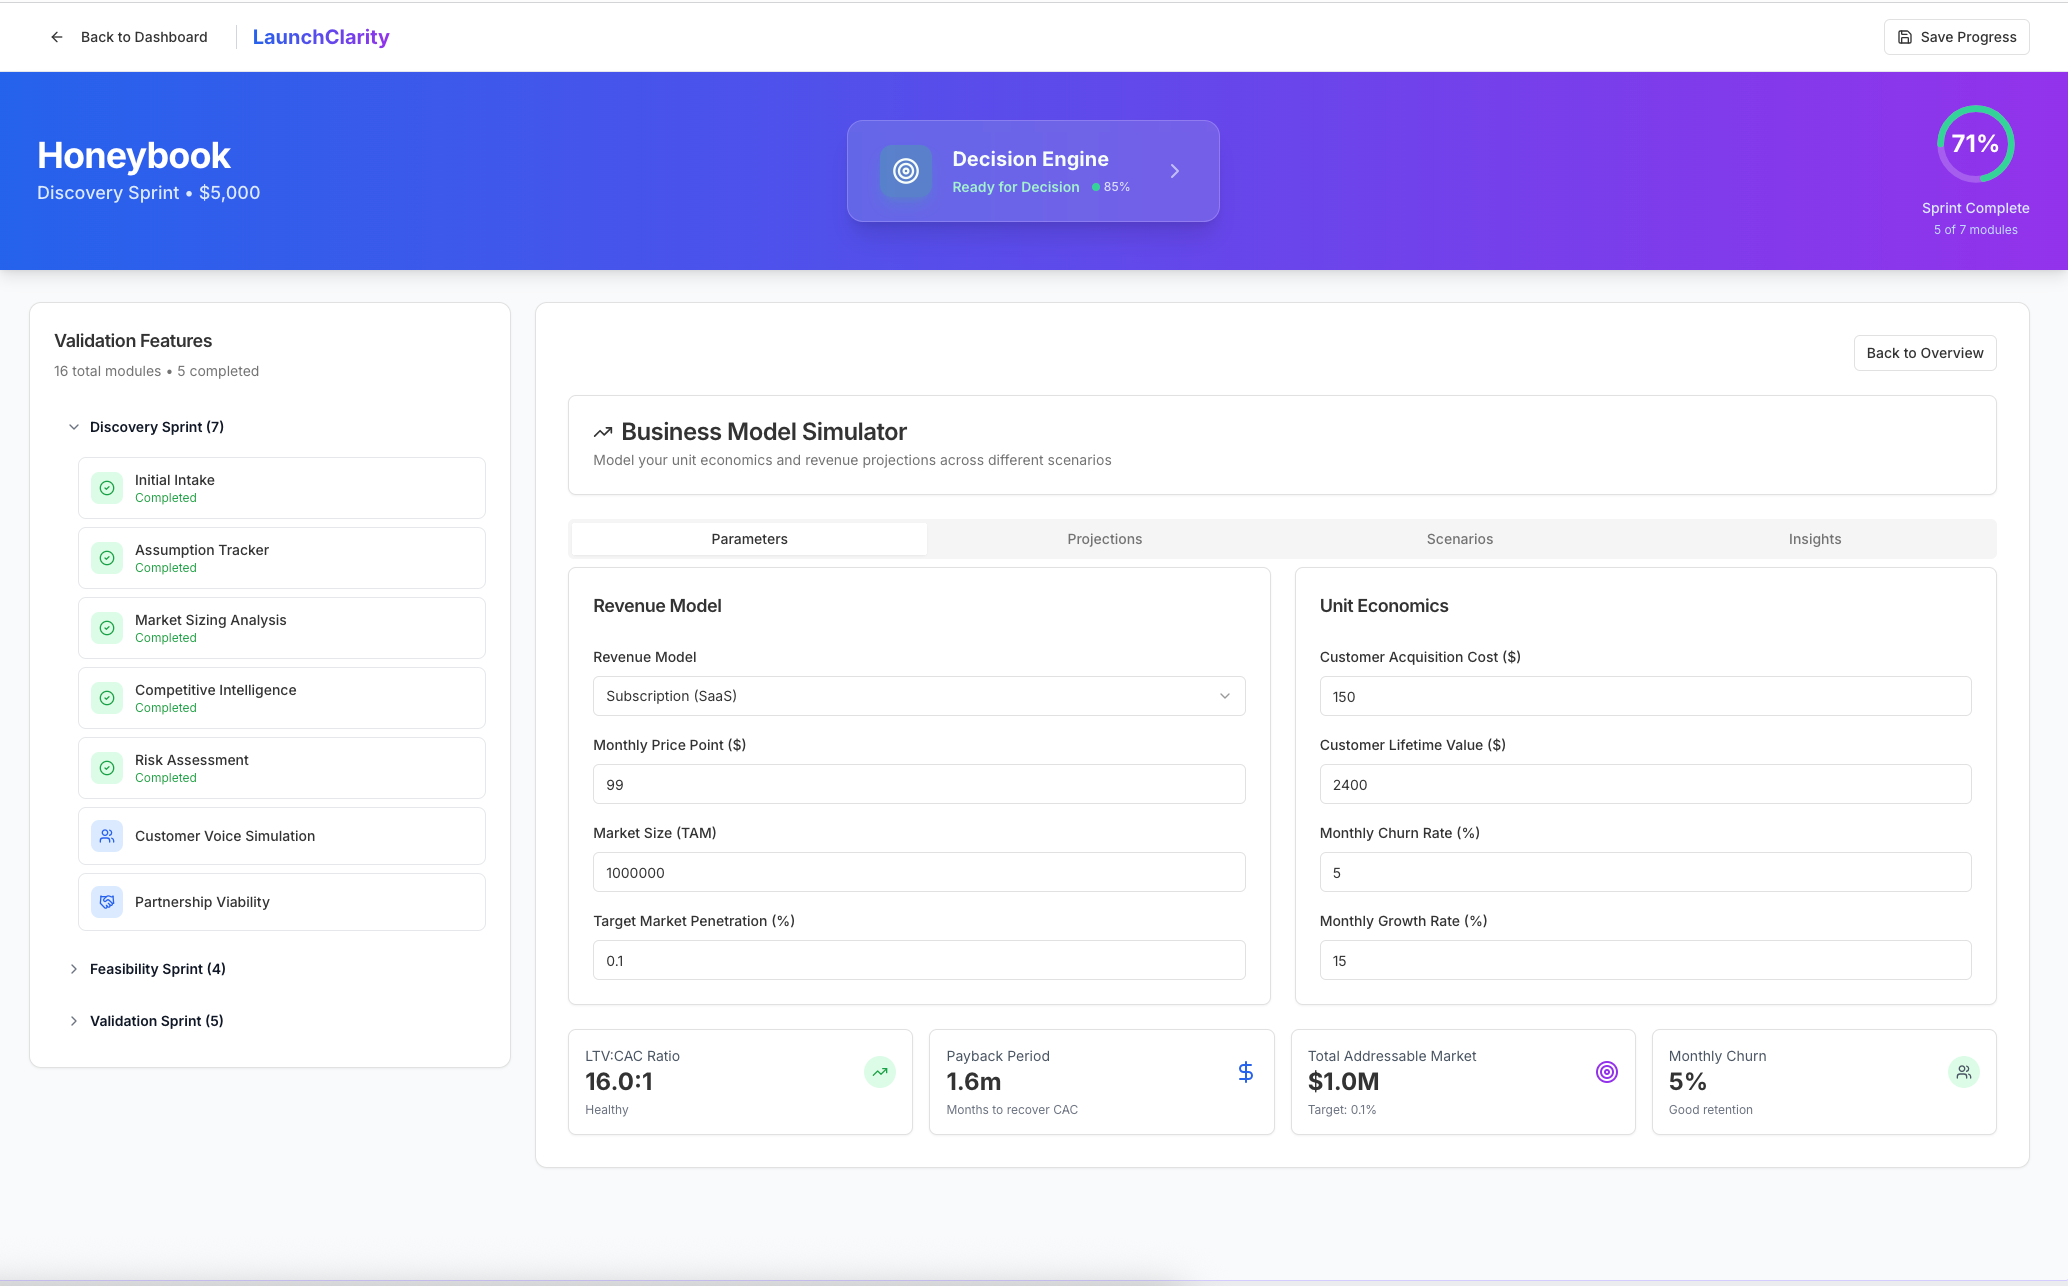 Back to Dashboard
LaunchClarity
Save Progress
Honeybook
Discovery Sprint • $5,000
Decision Engine
Ready for Decision 85%
71%
Sprint Complete
5 of 7 modules
Validation Features
16 total modules • 5 completed
Discovery Sprint (7)
Initial Intake
Completed
Assumption Tracker
Completed
Market Sizing Analysis
Completed
Competitive Intelligence
Completed
Risk Assessment
Completed
Customer Voice Simulation
Partnership Viability
Feasibility Sprint (4)
Validation Sprint (5)
Back to Overview
Business Model Simulator
Model your unit economics and revenue projections across different scenarios
Parameters
Projections
Scenarios
Insights
Revenue Model
Revenue Model
Subscription (SaaS)
Monthly Price Point ($)
99
Market Size (TAM)
1000000
Target Market Penetration (%)
0.1
Unit Economics
Customer Acquisition Cost ($)
150
Customer Lifetime Value ($)
2400
Monthly Churn Rate (%)
5
Monthly Growth Rate (%)
15
LTV:CAC Ratio
16.0:1
Healthy
Payback Period
1.6m
Months to recover CAC
Total Addressable Market
$1.0M
Target: 0.1%
Monthly Churn
5%
Good retention